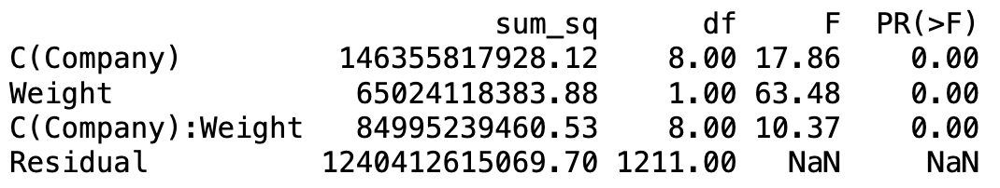 sum_sq df F PR(>F)
C(Company) 146355817928.12 8.00 17.86 0.00
Weight 65024118383.88 1.00 63.48 0.00
C(Company):Weight 84995239460.53 8.00 10.37 0.00
Residual 1240412615069.70 1211.00 NaN NaN